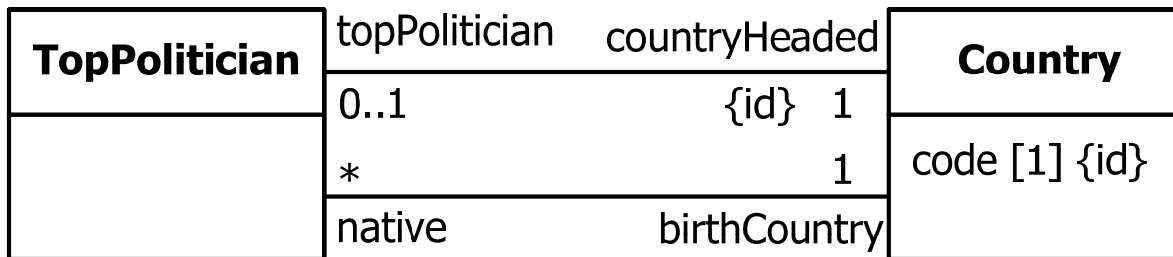 TopPolitician
topPolitician countryHeaded
0..1 {id} 1
* 1
native birthCountry
Country
code [1] {id}